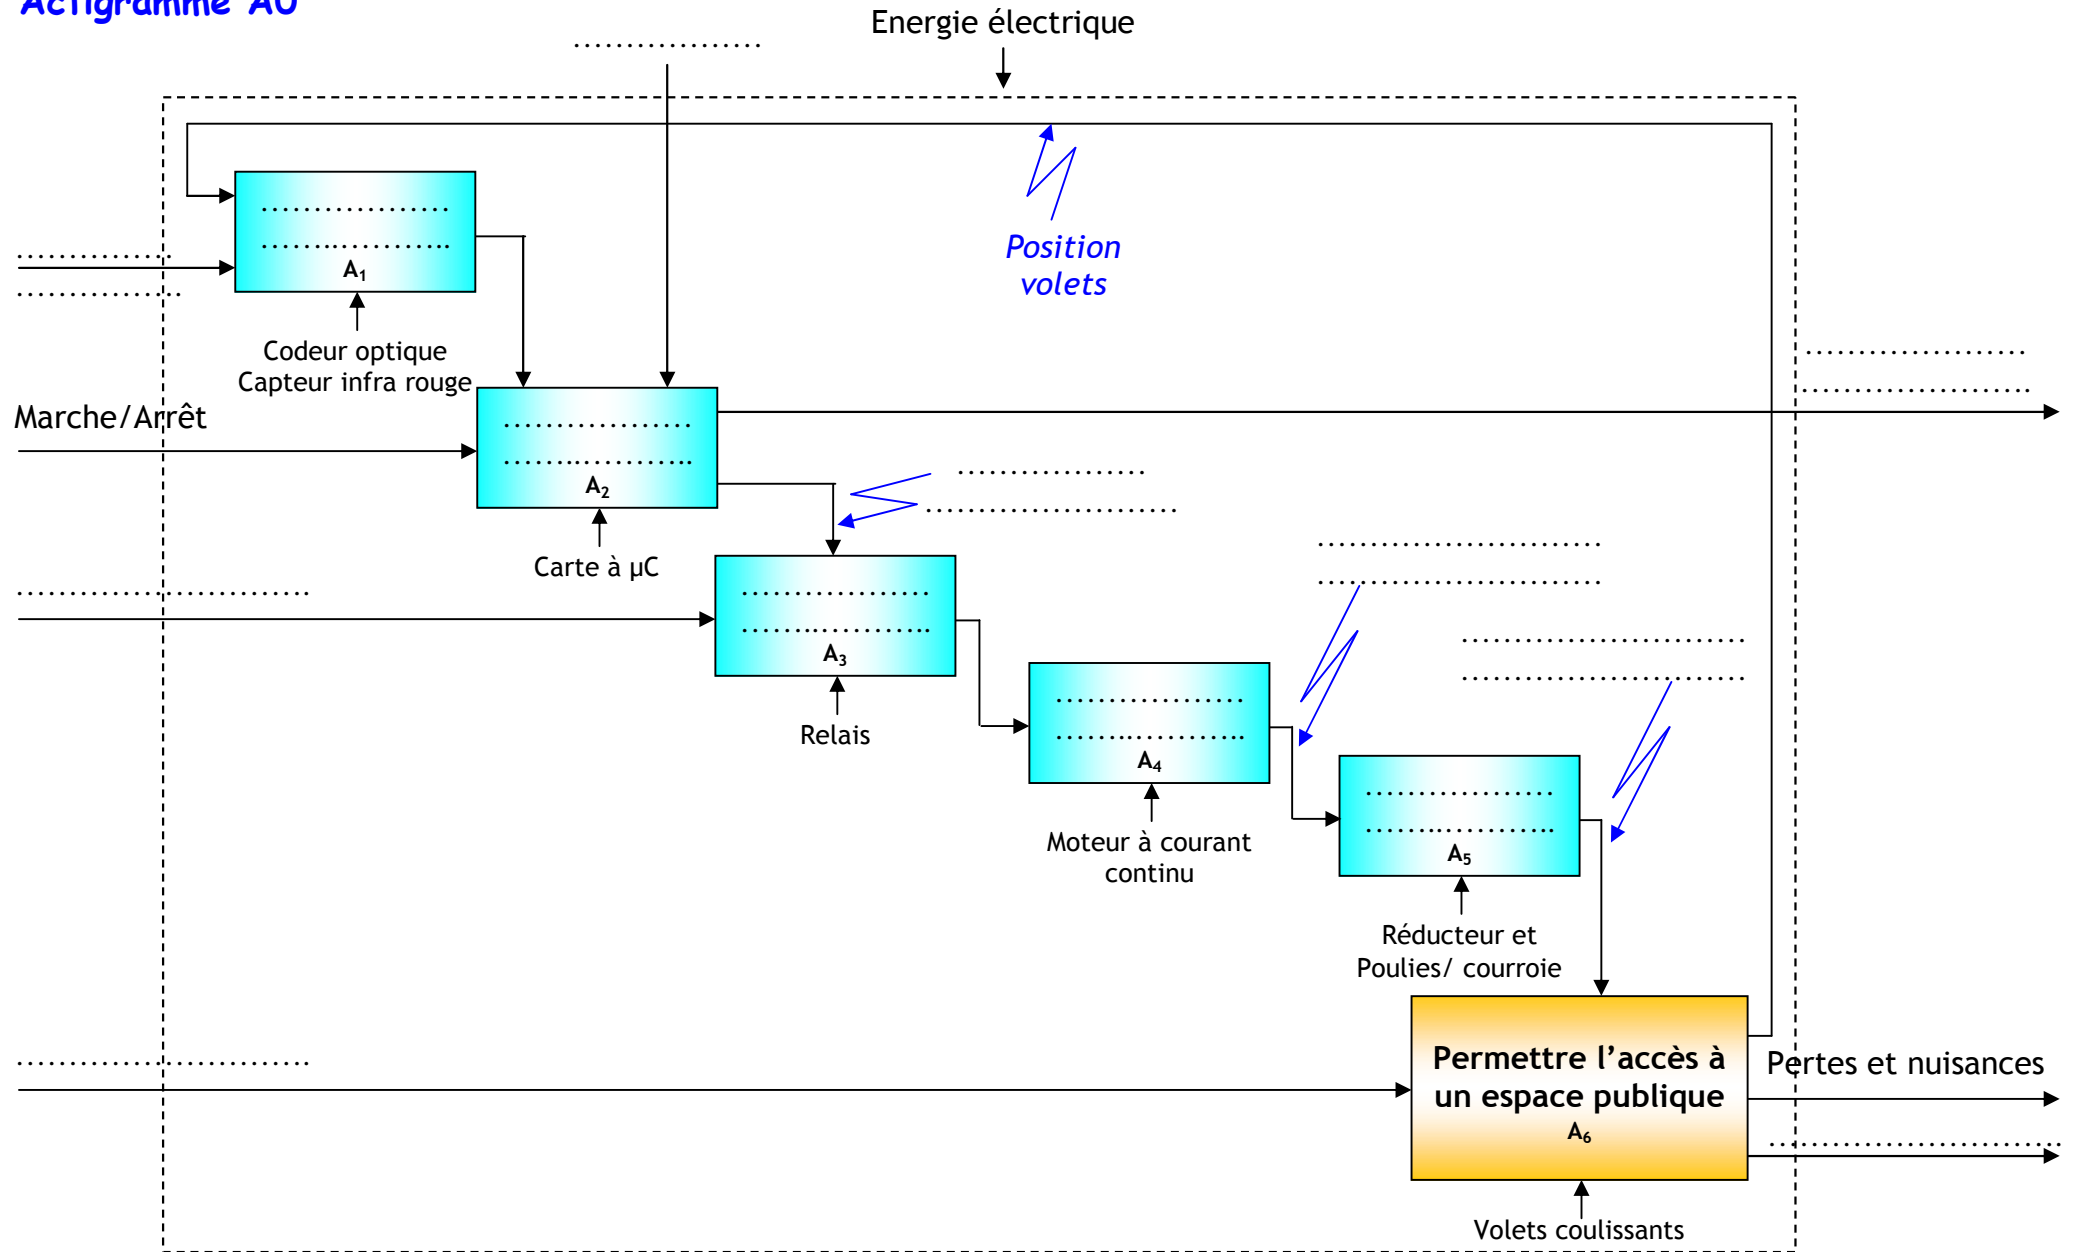 Actigramme A0
Energie électrique
..................
..................
..................
A1
...............
................
Codeur optique
Capteur infra rouge
Position
volets
Marche/Arrêt
..................
..................
A2
Carte à µC
.....................
......................
..................
........................
............................
..................
..................
A3
Relais
...........................
...........................
...........................
...........................
..................
..................
A4
Moteur à courant
continu
..................
..................
A5
Réducteur et
Poulies/ courroie
............................
Permettre l’accès à
un espace publique
A6
Pertes et nuisances
............................
Volets coulissants